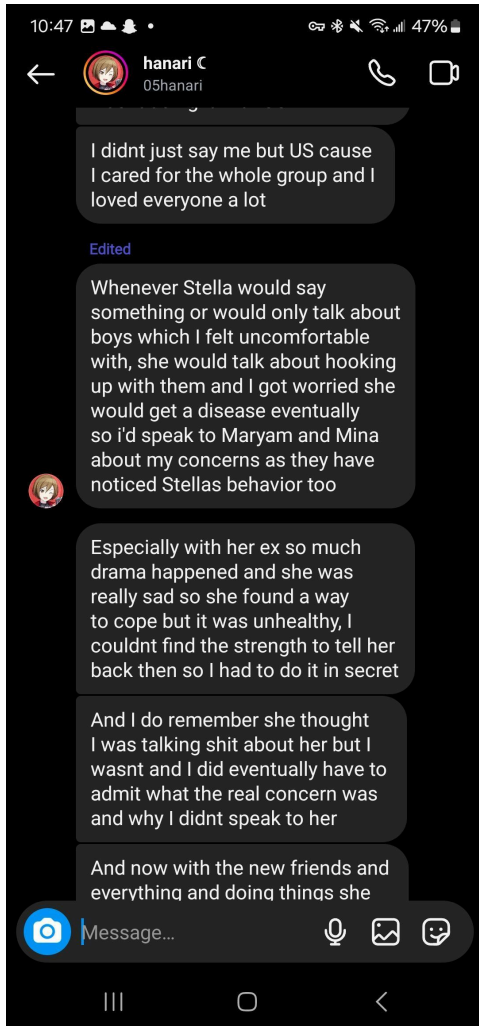 10:47
47%
hanari ☾
05hanari
I didnt just say me but US cause
I cared for the whole group and I
loved everyone a lot
Edited
Whenever Stella would say
something or would only talk about
boys which I felt uncomfortable
with, she would talk about hooking
up with them and I got worried she
would get a disease eventually
so i'd speak to Maryam and Mina
about my concerns as they have
noticed Stellas behavior too
Especially with her ex so much
drama happened and she was
really sad so she found a way
to cope but it was unhealthy, I
couldnt find the strength to tell her
back then so I had to do it in secret
And I do remember she thought
I was talking shit about her but I
wasnt and I did eventually have to
admit what the real concern was
and why I didnt speak to her
And now with the new friends and
everything and doing things she
Message...